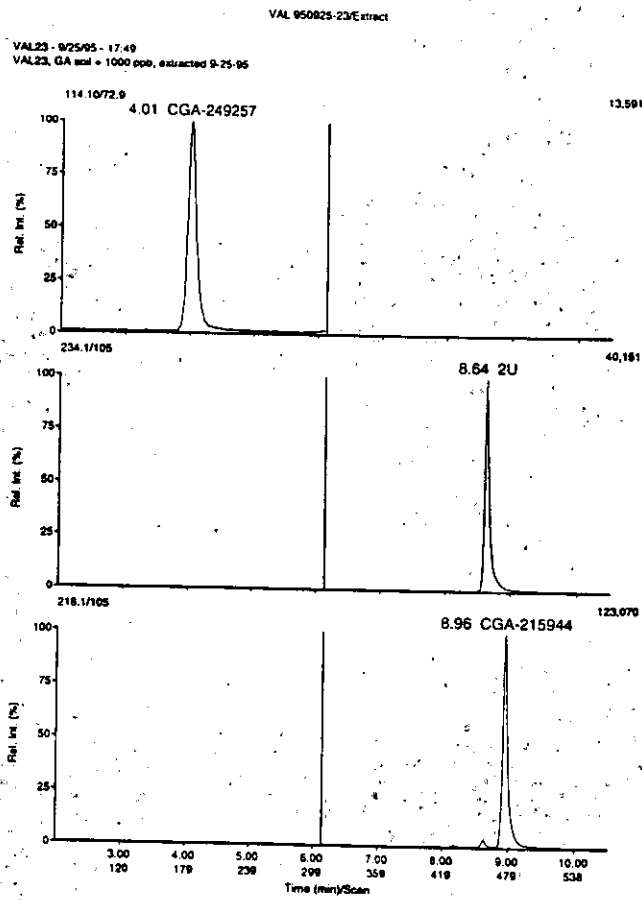 VAL 950925-23/Extract
VAL23 - 9/25/95 - 17:49
VAL23, GA soil + 1000 ppb, extracted 9-25-95
114.10/72.9
4.01 CGA-249257
13,591
100
75
50
25
0
Rel. Int. (%)
234.1/105
8.64 2U
40,161
100
75
50
25
0
Rel. Int. (%)
218.1/105
8.96 CGA-215944
123,070
100
75
50
25
0
Rel. Int. (%)
3.00 4.00 5.00 6.00 7.00 8.00 9.00 10.00
120 179 239 299 359 419 479 538
Time (min)/Scan